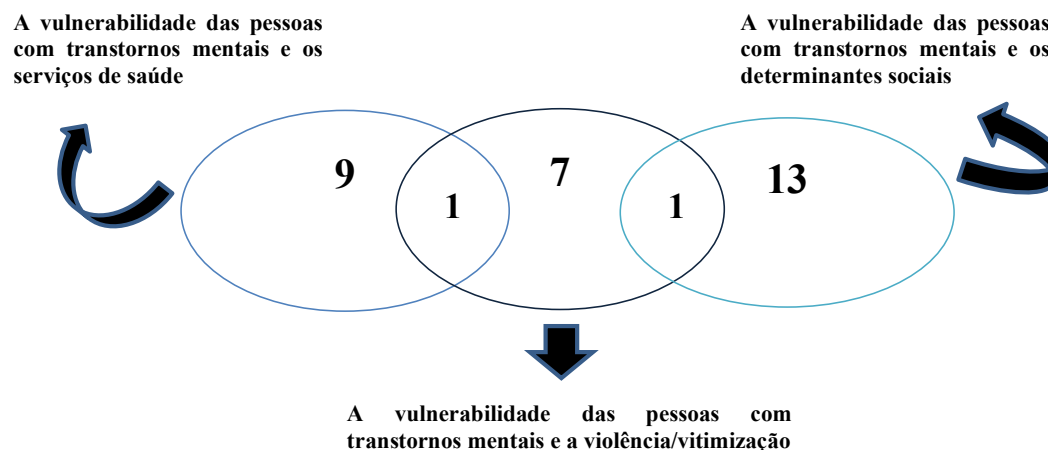 A vulnerabilidade das pessoas
com transtornos mentais e os
serviços de saúde
A vulnerabilidade das pessoas
com transtornos mentais e os
determinantes sociais
9
7
13
1
1
A vulnerabilidade das pessoas com
transtornos mentais e a violência/vitimização